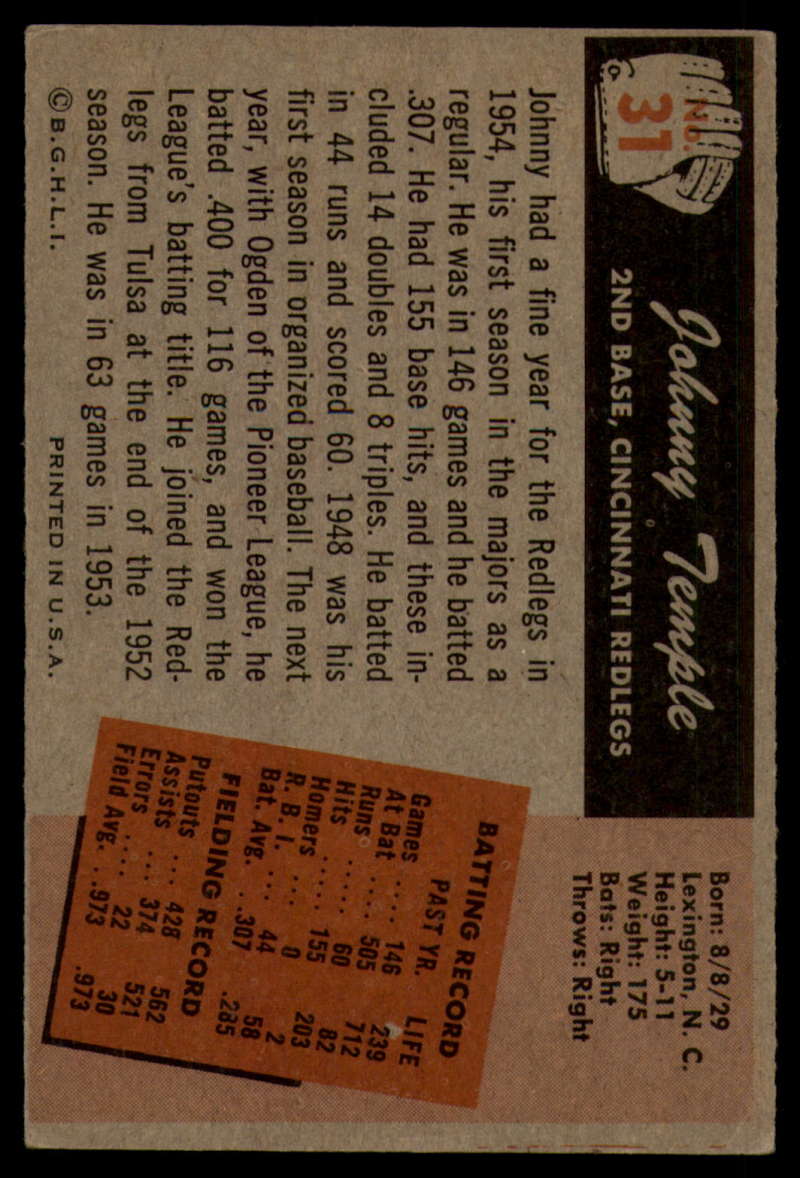 No.
31
Johnny Temple
2ND BASE, CINCINNATI REDLEGS
Born: 8/8/29
Lexington, N. C.
Height: 5-11
Weight: 175
Bats: Right
Throws: Right
Johnny had a fine year for the Redlegs in
1954, his first season in the majors as a
regular. He was in 146 games and he batted
.307. He had 155 base hits, and these in-
cluded 14 doubles and 8 triples. He batted
in 44 runs and scored 60. 1948 was his
first season in organized baseball. The next
year, with Ogden of the Pioneer League, he
batted .400 for 116 games, and won the
League's batting title. He joined the Red-
legs from Tulsa at the end of the 1952
season. He was in 63 games in 1953.
© B.G.H.L.I. PRINTED IN U.S.A.
BATTING RECORD
PAST YR. LIFE
Games ..... 146 239
At Bat .... 505 712
Runs ..... 60 82
Hits ..... 155 203
Homers ... 0 2
R. B. I. ... 44 58
Bat. Avg. . .307 .285
FIELDING RECORD
Putouts ... 428 562
Assists ... 374 521
Errors .... 22 30
Field Avg. . .973 .973